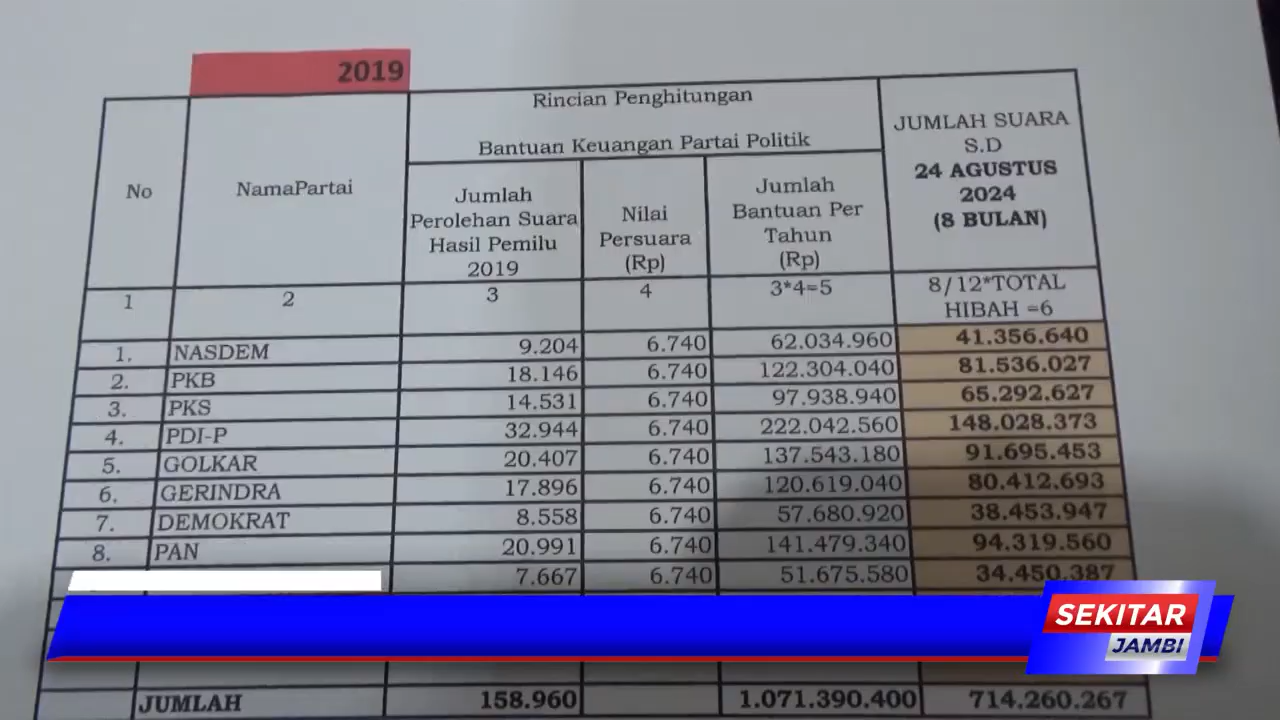 2019
No
NamaPartai
Rincian Penghitungan
Bantuan Keuangan Partai Politik
Jumlah
Perolehan Suara
Hasil Pemilu
2019
Nilai
Persuara
(Rp)
Jumlah
Bantuan Per
Tahun
(Rp)
JUMLAH SUARA
S.D
24 AGUSTUS
2024
(8 BULAN)
1 2 3 4 3*4=5 8/12*TOTAL
HIBAH =6
1. NASDEM 9.204 6.740 62.034.960 41.356.640
2. PKB 18.146 6.740 122.304.040 81.536.027
3. PKS 14.531 6.740 97.938.940 65.292.627
4. PDI-P 32.944 6.740 222.042.560 148.028.373
5. GOLKAR 20.407 6.740 137.543.180 91.695.453
6. GERINDRA 17.896 6.740 120.619.040 80.412.693
7. DEMOKRAT 8.558 6.740 57.680.920 38.453.947
8. PAN 20.991 6.740 141.479.340 94.319.560
7.667 6.740 51.675.580 34.450.387
SEKITAR
JAMBI
JUMLAH 158.960 1.071.390.400 714.260.267